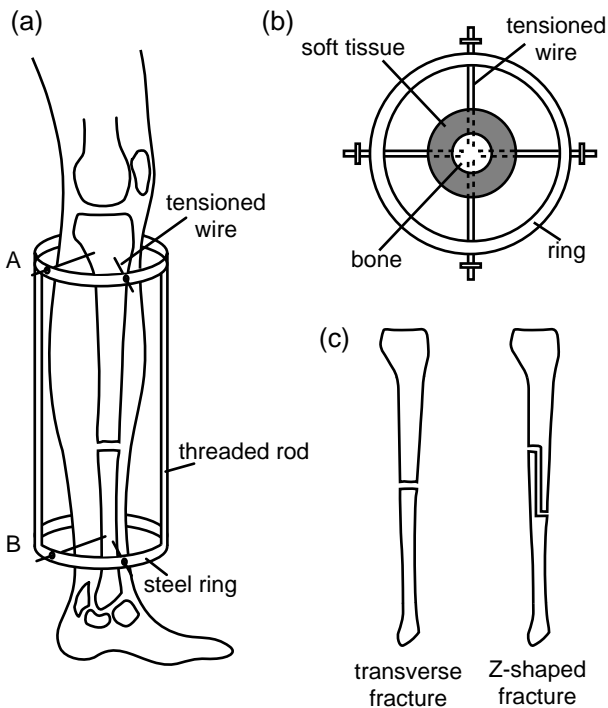 (a)
tensioned
wire
A
threaded rod
B
steel ring
(b)
tensioned
wire
soft tissue
bone
ring
(c)
transverse
fracture
Z-shaped
fracture